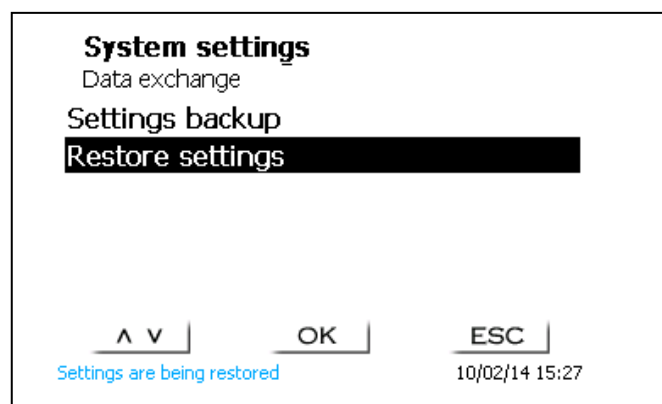 System settings
Data exchange
Settings backup
Restore settings
∧ ∨ OK ESC
Settings are being restored 10/02/14 15:27